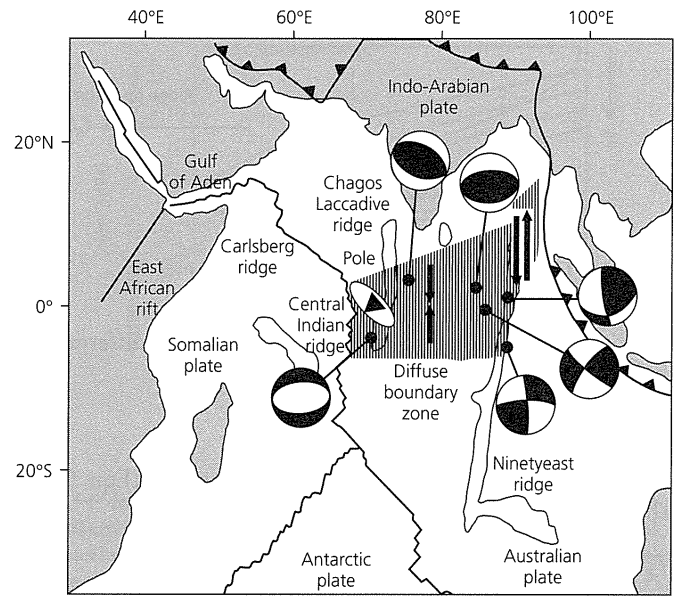 40°E 60°E 80°E 100°E
Indo-Arabian
plate
20°N
Gulf
of Aden
Chagos
Laccadive
ridge
Carlsberg
ridge
Pole
East
African
rift
0°
Central
Indian
ridge
Somalian
plate
Diffuse
boundary
zone
20°S
Ninetyeast
ridge
Antarctic
plate
Australian
plate